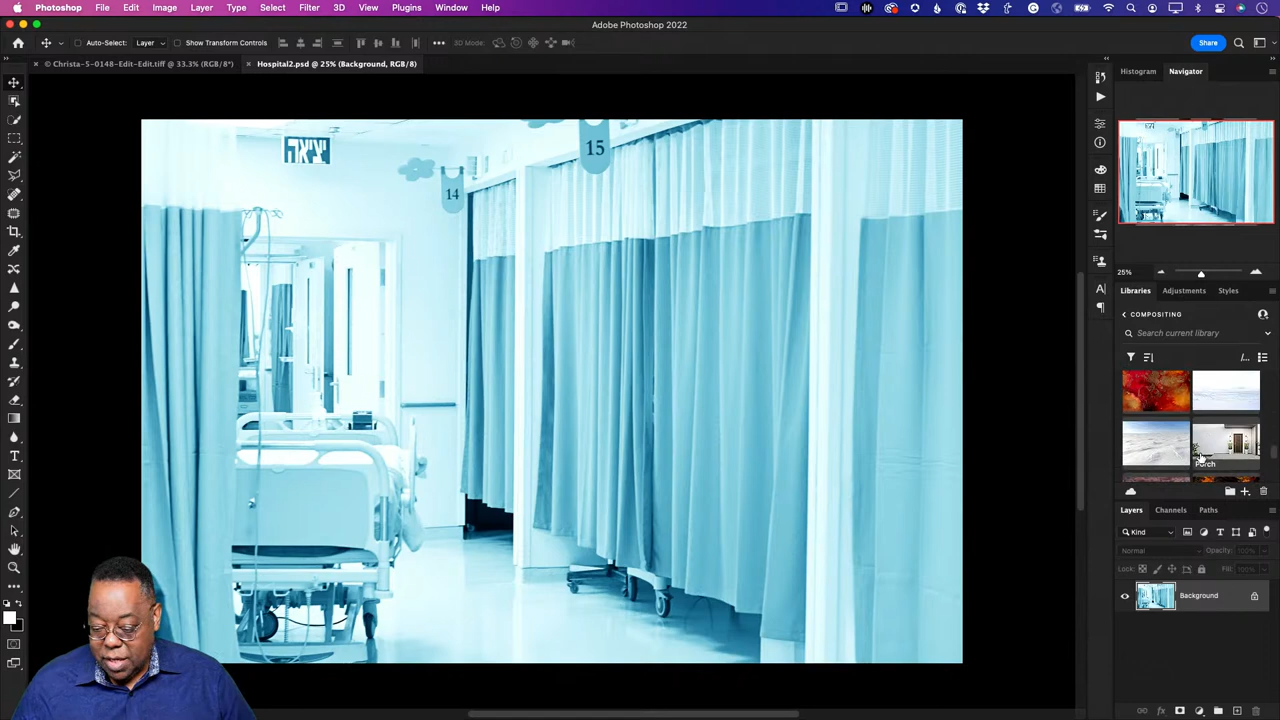 Photoshop File Edit Image Layer Type Select Filter 3D View Plugins Window Help
Adobe Photoshop 2022
Auto-Select: Layer Show Transform Controls 3D Mode: Share
× © Christa-5-0148-Edit-Edit.tiff @ 33.3% (RGB/8*) × Hospital2.psd @ 25% (Background, RGB/8)
Histogram Navigator
יציאה
15
14
25%
Libraries Adjustments Styles
COMPOSITING
Search current library
Porch
Layers Channels Paths
Kind
Normal Opacity: 100%
Lock: Fill: 100%
Background